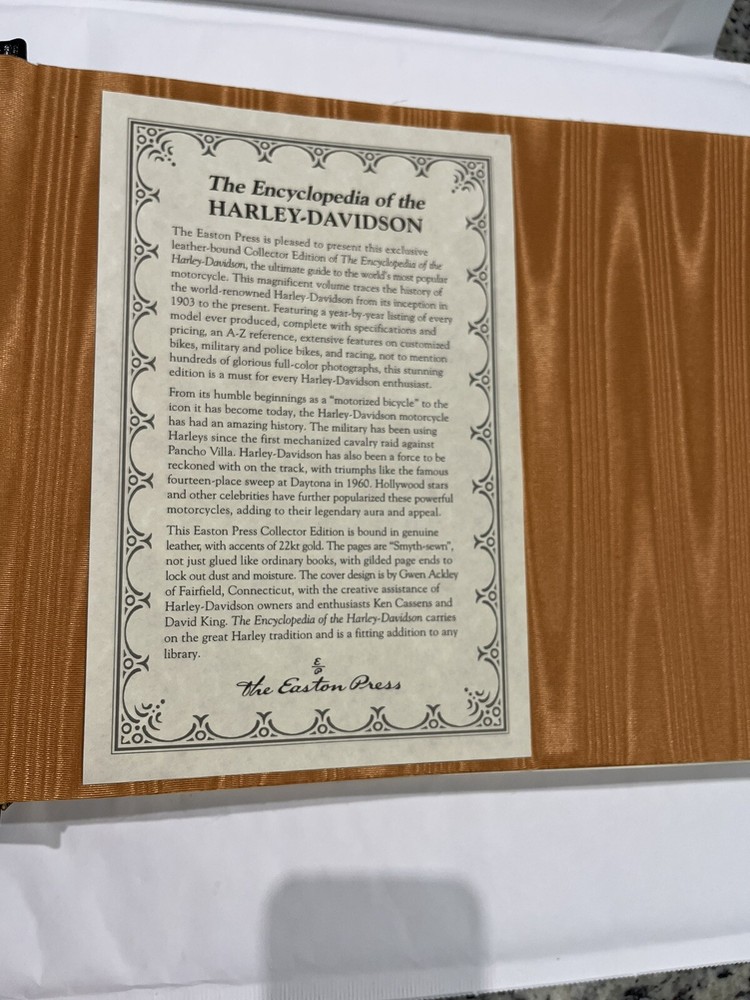 The Encyclopedia of the
HARLEY-DAVIDSON
The Easton Press is pleased to present this exclusive
leather-bound Collector Edition of The Encyclopedia of the
Harley-Davidson, the ultimate guide to the world's most popular
motorcycle. This magnificent volume traces the history of
the world-renowned Harley-Davidson from its inception in
1903 to the present. Featuring a year-by-year listing of every
model ever produced, complete with specifications and
pricing, an A-Z reference, extensive features on customized
bikes, military and police bikes, and racing, not to mention
hundreds of glorious full-color photographs, this stunning
edition is a must for every Harley-Davidson enthusiast.
From its humble beginnings as a "motorized bicycle" to the
icon it has become today, the Harley-Davidson motorcycle
has had an amazing history. The military has been using
Harleys since the first mechanized cavalry raid against
Pancho Villa. Harley-Davidson has also been a force to be
reckoned with on the track, with triumphs like the famous
fourteen-place sweep at Daytona in 1960. Hollywood stars
and other celebrities have further popularized these powerful
motorcycles, adding to their legendary aura and appeal.
This Easton Press Collector Edition is bound in genuine
leather, with accents of 22kt gold. The pages are "Smyth-sewn",
not just glued like ordinary books, with gilded page ends to
lock out dust and moisture. The cover design is by Gwen Ackley
of Fairfield, Connecticut, with the creative assistance of
Harley-Davidson owners and enthusiasts Ken Cassens and
David King. The Encyclopedia of the Harley-Davidson carries
on the great Harley tradition and is a fitting addition to any
library.
E
P
The Easton Press